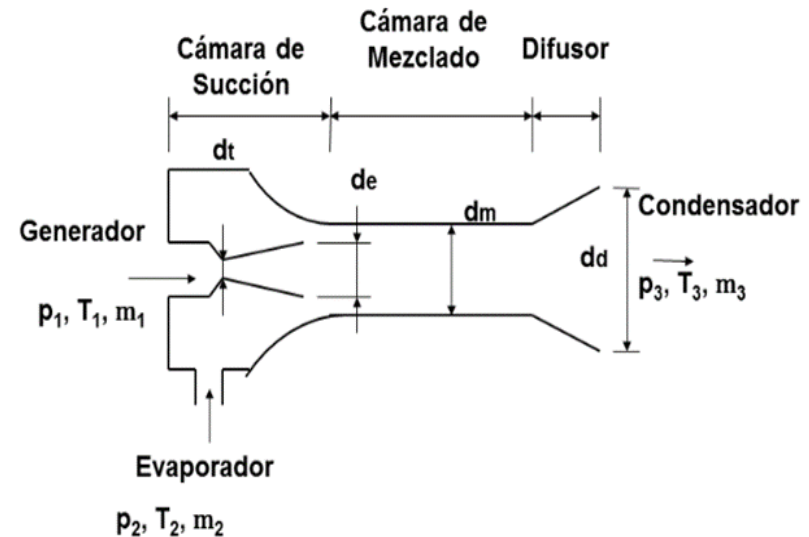 Cámara de
Succión
Cámara de
Mezclado
Difusor
dt
de
dm
dd
Generador
p₁, T₁, m₁
Condensador
p₃, T₃, m₃
Evaporador
p₂, T₂, m₂